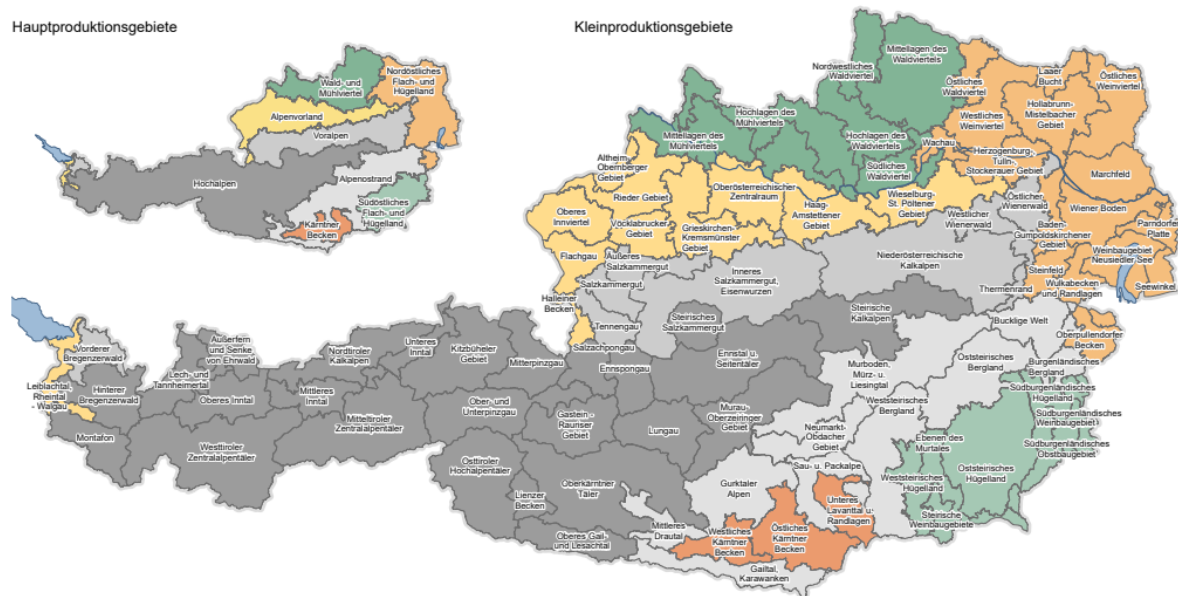 Hauptproduktionsgebiete
Wald- und
Mühlviertel
Nordöstliches
Flach- und
Hügelland
Alpenvorland
Voralpen
Hochalpen
Alpenostrand
Südöstliches
Flach- und
Hügelland
Kärntner
Becken
Kleinproduktionsgebiete
Mittellagen des
Waldviertels
Nordwestliches
Waldviertel
Östliches
Waldviertel
Laaer
Bucht
Östliches
Weinviertel
Hollabrunn-
Mistelbacher
Gebiet
Westliches
Weinviertel
Hochlagen des
Mühlviertels
Mittellagen des
Mühlviertels
Hochlagen des
Waldviertels
Südliches
Waldviertel
Wachau
Herzogenburg-,
Tulln-,
Stockerauer Gebiet
Marchfeld
Altheim-
Obernberger
Gebiet
Rieder Gebiet
Oberösterreichischer
Zentralraum
Wieselburg-
St. Pöltener
Gebiet
Östlicher
Wienerwald
Wiener Boden
Oberes
Innviertel
Vöcklabrucker
Gebiet
Grieskirchen-
Kremsmünster
Gebiet
Haag-
Amstettener
Gebiet
Westlicher
Wienerwald
Baden-
Gumpoldskirchener
Gebiet
Parndorfer
Platte
Weinbaugebiet
Neusiedler See
Flachgau
Äußeres
Salzkammergut
Salzkammergut
Inneres
Salzkammergut,
Eisenwurzen
Niederösterreichische
Kalkalpen
Steinfeld
Wulkabecken
und Randlagen
Seewinkel
Thermenrand
Halleiner
Becken
Tennengau
Steirisches
Salzkammergut
Steirische
Kalkalpen
Bucklige Welt
Oberpullendorfer
Becken
Vorderer
Bregenzerwald
Außerfern
und Senke
von Ehrwald
Nordtiroler
Kalkalpen
Unteres
Inntal
Kitzbüheler
Gebiet
Mitterpinzgau
Salzachpongau
Ennspongau
Ennstal u.
Seitentäler
Murboden,
Mürz- u.
Liesingtal
Oststeirisches
Bergland
Burgenländisches
Bergland
Leiblachtal,
Rheintal
- Walgau
Hinterer
Bregenzerwald
Lech- und
Tannheimertal
Oberes Inntal
Mittleres
Inntal
Mitteltiroler
Zentralalpentäler
Ober- und
Unterpinzgau
Gastein -
Rauriser
Gebiet
Lungau
Murau-
Oberzeiringer
Gebiet
Weststeirisches
Bergland
Südburgenländisches
Hügelland
Südburgenländisches
Weinbaugebiet
Südburgenländisches
Obstbaugebiet
Montafon
Westtiroler
Zentralalpentäler
Osttiroler
Hochalpentäler
Neumarkt-
Obdacher
Gebiet
Ebenen des
Murtales
Oststeirisches
Hügelland
Sau- u. Packalpe
Weststeirisches
Hügelland
Lienzer
Becken
Oberkärntner
Täler
Gurktaler
Alpen
Unteres
Lavanttal u.
Randlagen
Steirische
Weinbaugebiete
Oberes Gail-
und Lesachtal
Mittleres
Drautal
Westliches
Kärntner
Becken
Östliches
Kärntner
Becken
Gailtal,
Karawanken